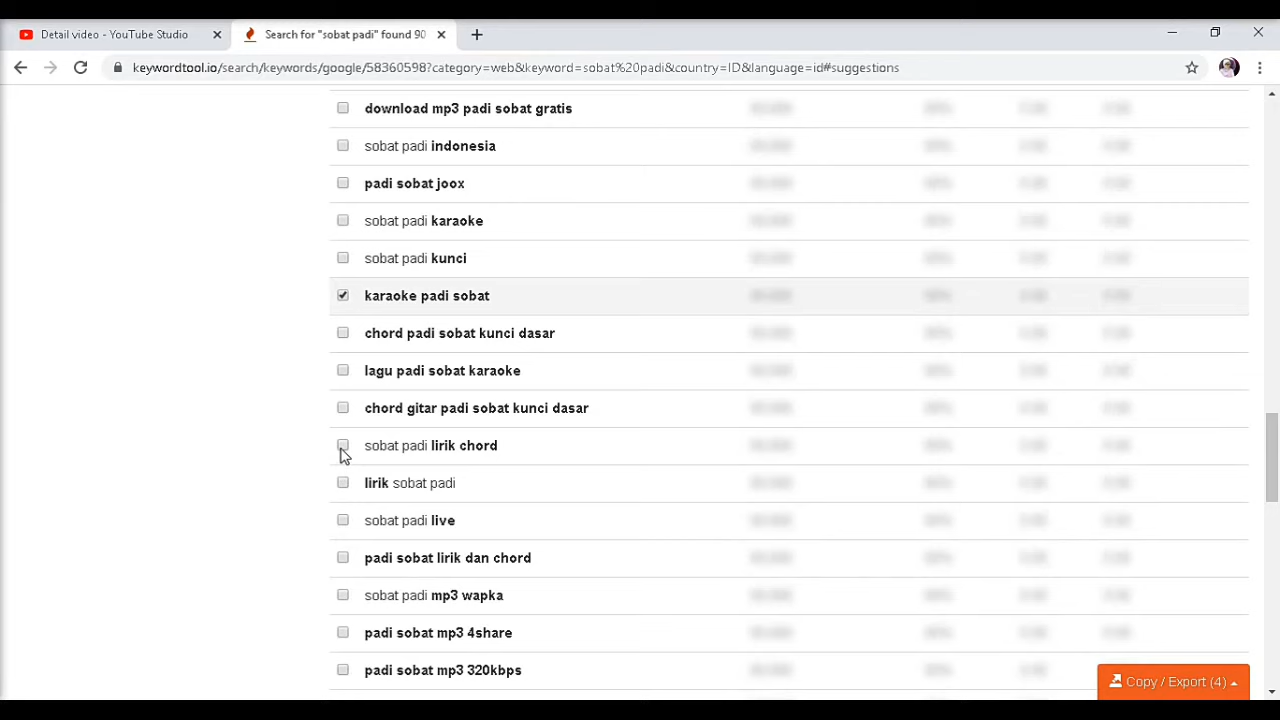 Detail video - YouTube Studio
Search for "sobat padi" found 90
keywordtool.io/search/keywords/google/58360598?category=web&keyword=sobat%20padi&country=ID&language=id#suggestions
download mp3 padi sobat gratis
sobat padi indonesia
padi sobat joox
sobat padi karaoke
sobat padi kunci
karaoke padi sobat
chord padi sobat kunci dasar
lagu padi sobat karaoke
chord gitar padi sobat kunci dasar
sobat padi lirik chord
lirik sobat padi
sobat padi live
padi sobat lirik dan chord
sobat padi mp3 wapka
padi sobat mp3 4share
padi sobat mp3 320kbps
Copy / Export (4)